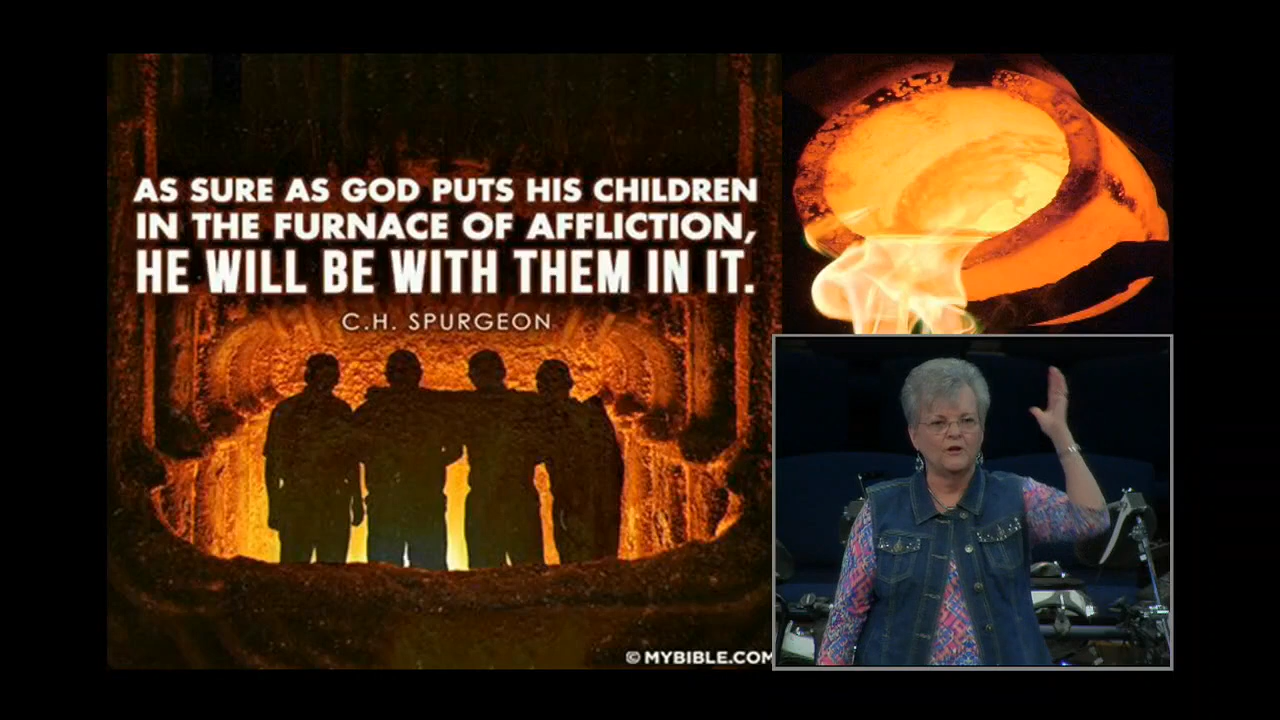 AS SURE AS GOD PUTS HIS CHILDREN
IN THE FURNACE OF AFFLICTION,
HE WILL BE WITH THEM IN IT.
C.H. SPURGEON
© MYBIBLE.COM